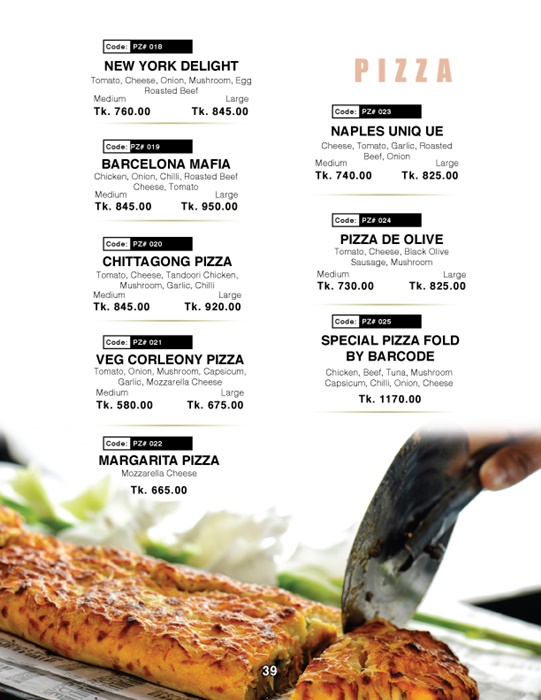 Code: PZ# 018
NEW YORK DELIGHT
Tomato, Cheese, Onion, Mushroom, Egg
Roasted Beef
Medium Large
Tk. 760.00 Tk. 845.00
Code: PZ# 019
BARCELONA MAFIA
Chicken, Onion, Chilli, Roasted Beef
Cheese, Tomato
Medium Large
Tk. 845.00 Tk. 950.00
Code: PZ# 020
CHITTAGONG PIZZA
Tomato, Cheese, Tandoori Chicken,
Mushroom, Garlic, Chilli
Medium Large
Tk. 845.00 Tk. 920.00
Code: PZ# 021
VEG CORLEONY PIZZA
Tomato, Onion, Mushroom, Capsicum,
Garlic, Mozzarella Cheese
Medium Large
Tk. 580.00 Tk. 675.00
Code: PZ# 022
MARGARITA PIZZA
Mozzarella Cheese
Tk. 665.00
PIZZA
Code: PZ# 023
NAPLES UNIQ UE
Cheese, Tomato, Garlic, Roasted
Beef, Onion
Medium Large
Tk. 740.00 Tk. 825.00
Code: PZ# 024
PIZZA DE OLIVE
Tomato, Cheese, Black Olive
Sausage, Mushroom
Medium Large
Tk. 730.00 Tk. 825.00
Code: PZ# 025
SPECIAL PIZZA FOLD
BY BARCODE
Chicken, Beef, Tuna, Mushroom
Capsicum, Chilli, Onion, Cheese
Tk. 1170.00
39